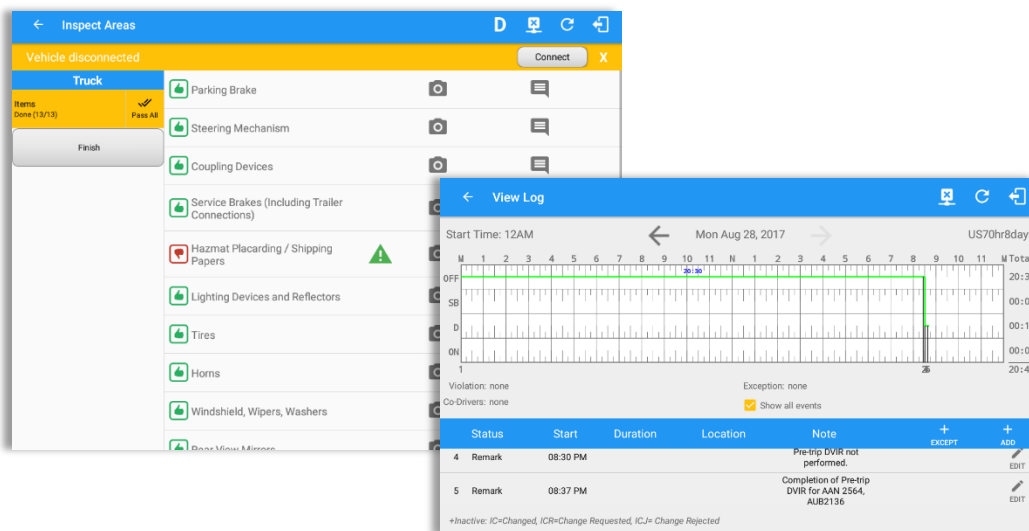 Inspect Areas
D
Vehicle disconnected
Connect
X
Truck
Items
Done (13/13)
Pass All
Finish
Parking Brake
Steering Mechanism
Coupling Devices
Service Brakes (Including Trailer
Connections)
Hazmat Placarding / Shipping
Papers
Lighting Devices and Reflectors
Tires
Horns
Windshield, Wipers, Washers
Rear View Mirrors
View Log
Start Time: 12AM
Mon Aug 28, 2017
US70hr8day
M 1 2 3 4 5 6 7 8 9 10 11 N 1 2 3 4 5 6 7 8 9 10 11 M Tota
20:30
OFF 20:3
SB 00:0
D 00:1
ON 00:0
1 20:4
Violation: none
Exception: none
Co-Drivers: none
Show all events
Status Start Duration Location Note + EXCEPT + ADD
4 Remark 08:30 PM Pre-trip DVIR not
performed.
EDIT
5 Remark 08:37 PM Completion of Pre-trip
DVIR for AAN 2564,
AUB2136
EDIT
+Inactive: IC=Changed, ICR=Change Requested, ICJ= Change Rejected